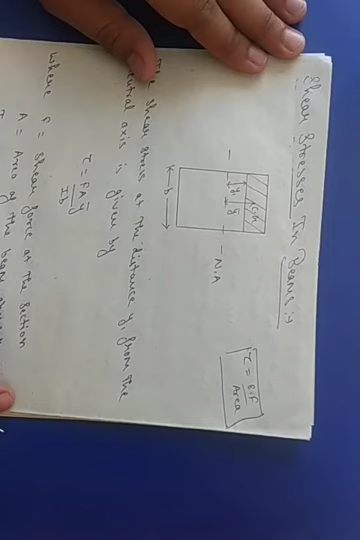 Shear Stresses In Beams :→
C.S.A
y
ȳ
N.A
b
τ = S.F / Area
The shear stress at the distance y, from the
neutral axis is given by
τ = FAȳ / Ib
where F = Shear force at the section
A = Area of the beam above